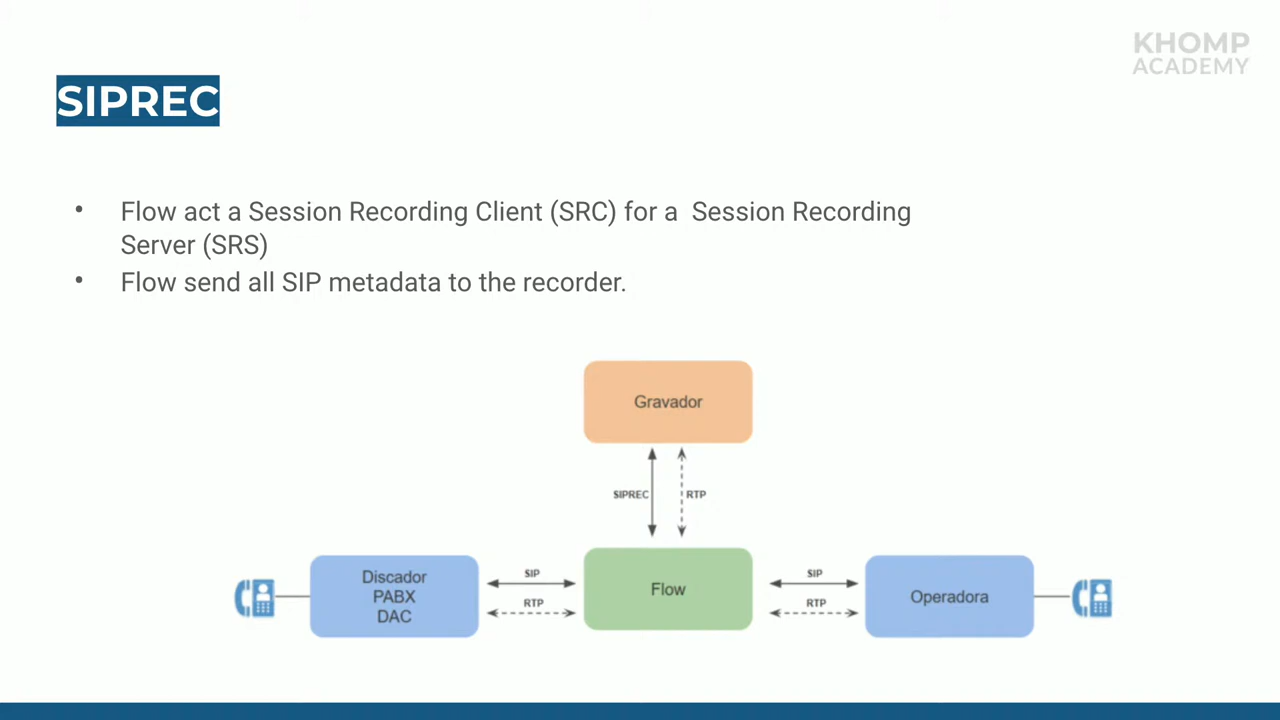 KHOMP
ACADEMY
SIPREC
• Flow act a Session Recording Client (SRC) for a  Session Recording
Server (SRS)
• Flow send all SIP metadata to the recorder.
Gravador
SIPREC
RTP
Discador
PABX
DAC
SIP
RTP
Flow
SIP
RTP
Operadora